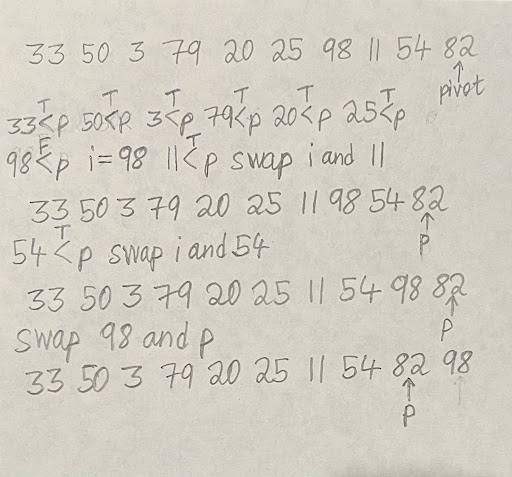 33 50 3 79 20 25 98 11 54 82
↑
pivot
T T T T T T
33<p 50<p 3<p 79<p 20<p 25<p
F T
98<p i=98 11<p swap i and 11
33 50 3 79 20 25 11 98 54 82
↑
p
T
54<p swap i and 54
33 50 3 79 20 25 11 54 98 82
↑
p
swap 98 and p
33 50 3 79 20 25 11 54 82 98
↑ ↑
p